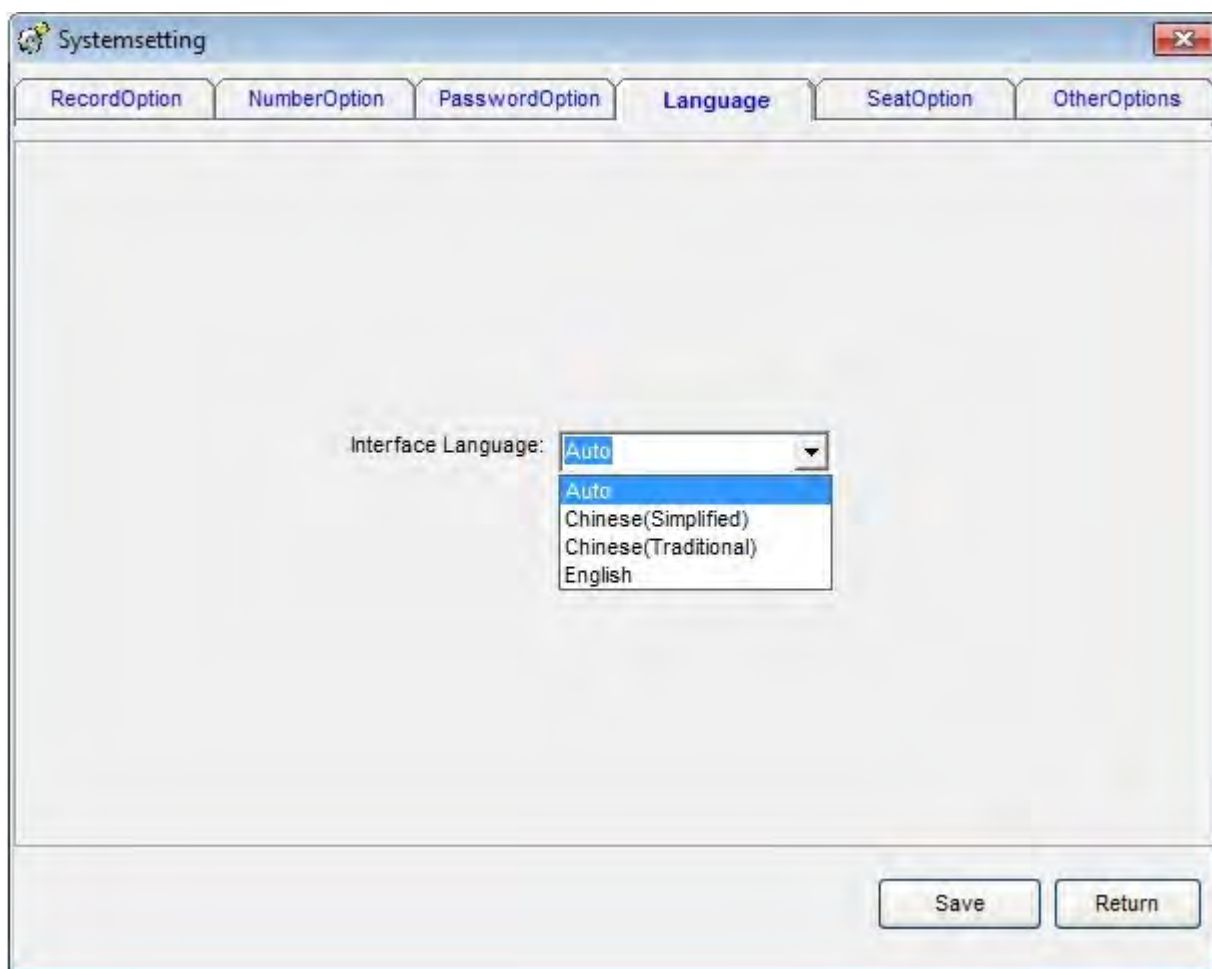 Systemsetting
RecordOption NumberOption PasswordOption Language SeatOption OtherOptions
Interface Language: Auto
Auto
Chinese(Simplified)
Chinese(Traditional)
English
Save Return